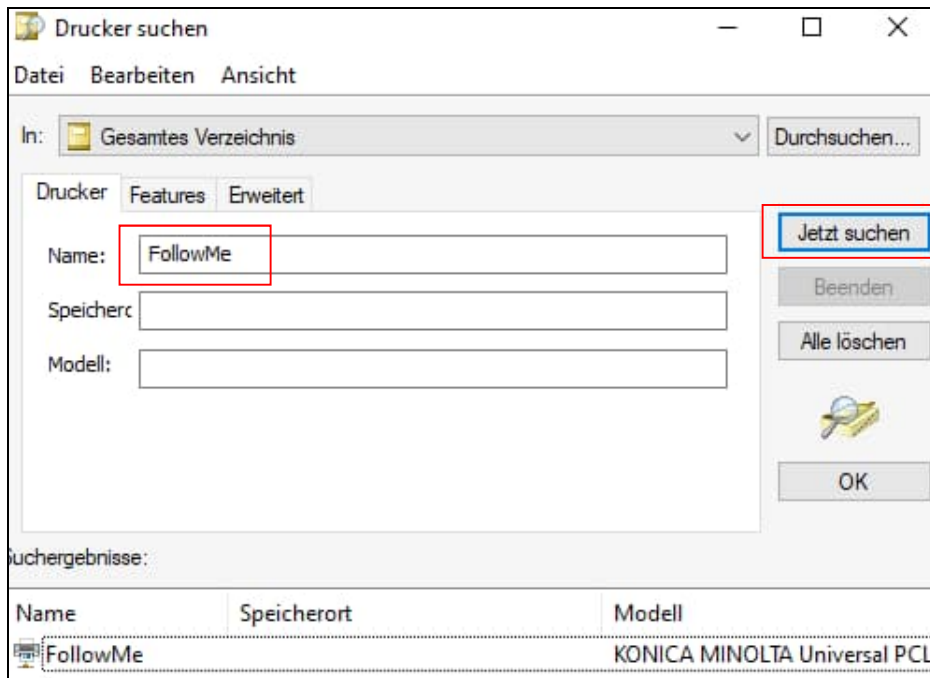 Drucker suchen
Datei Bearbeiten Ansicht
In: Gesamtes Verzeichnis Durchsuchen...
Drucker Features Erweitert
Name: FollowMe
Jetzt suchen
Beenden
Speicherc
Alle löschen
Modell:
OK
Suchergebnisse:
Name Speicherort Modell
FollowMe KONICA MINOLTA Universal PCL